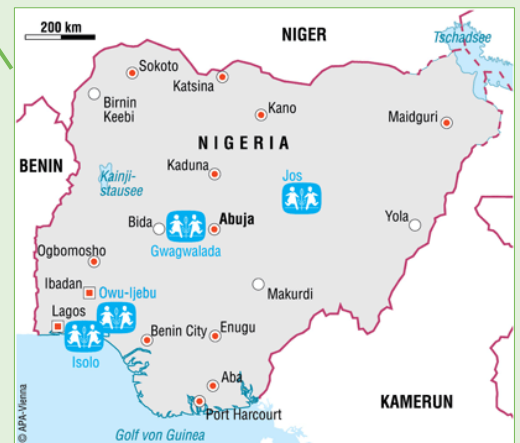 200 km
NIGER
Tschadsee
Sokoto
Katsina
Birnin
Keebi
Kano
Maidguri
NIGERIA
BENIN
Kaduna
Kainji-
stausee
Jos
Bida
Abuja
Yola
Gwagwalada
Ogbomosho
Ibadan
Owu-Ijebu
Makurdi
Lagos
Benin City
Enugu
Isolo
Aba
KAMERUN
Port Harcourt
Golf von Guinea
© APA-Vienna